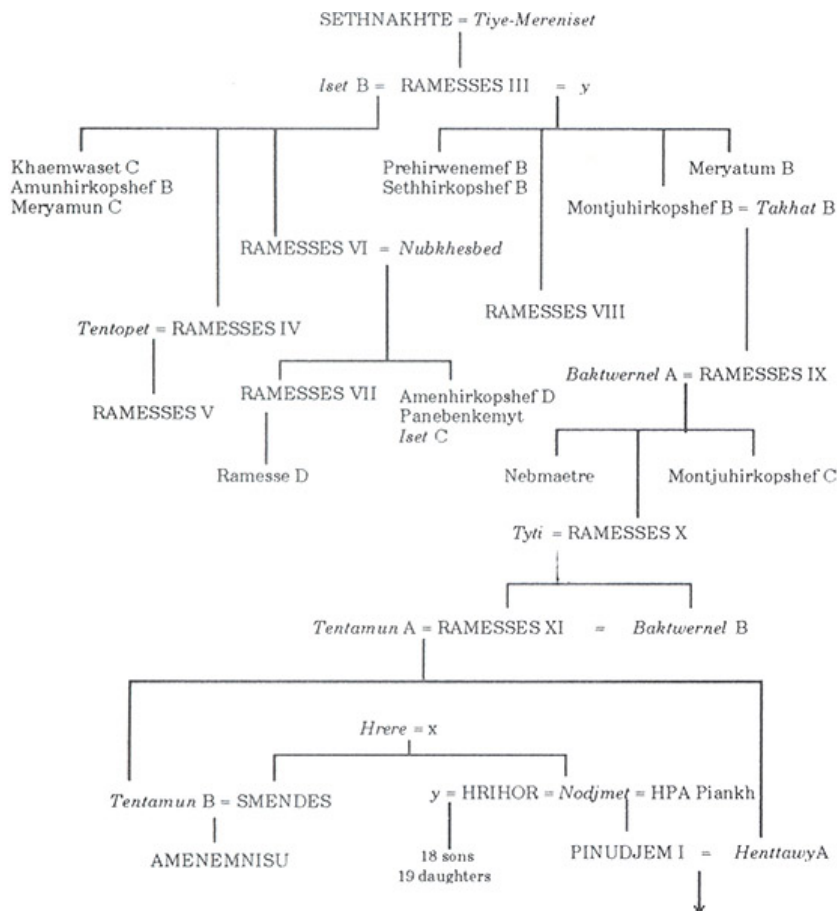 SETHNAKHTE = Tiye-Mereniset
Iset B = RAMESSES III = y
Khaemwaset C
Amunhirkopshef B
Meryamun C
Prehirwenemef B
Sethhirkopshef B
Meryatum B
Montjuhirkopshef B = Takhat B
RAMESSES VI = Nubkhesbed
RAMESSES VIII
Tentopet = RAMESSES IV
Baktwernel A = RAMESSES IX
RAMESSES V
RAMESSES VII
Amenhirkopshef D
Panebenkemyt
Iset C
Ramesse D
Nebmaetre
Montjuhirkopshef C
Tyti = RAMESSES X
Tentamun A = RAMESSES XI = Baktwernel B
Hrere = x
Tentamun B = SMENDES
y = HRIHOR = Nodjmet = HPA Piankh
AMENEMNISU
18 sons
19 daughters
PINUDJEM I = HenttawyA